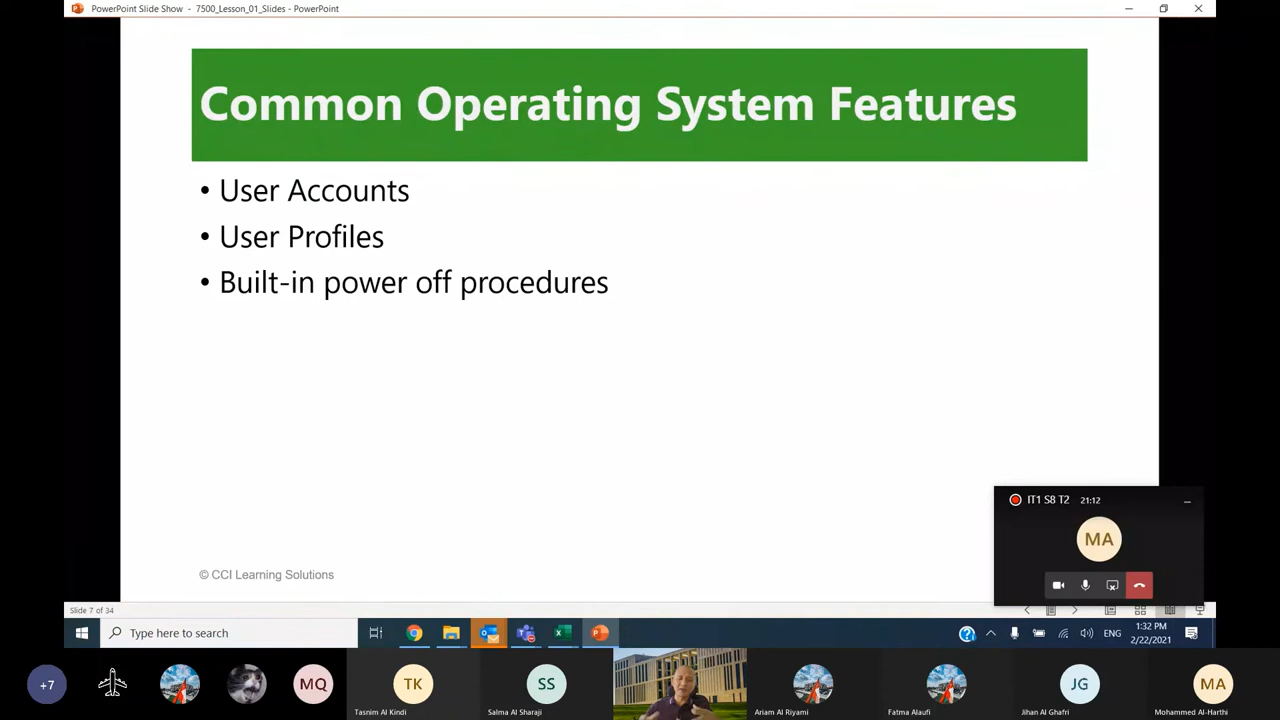 PowerPoint Slide Show - 7500_Lesson_01_Slides - PowerPoint
Common Operating System Features
• User Accounts
• User Profiles
• Built-in power off procedures
© CCI Learning Solutions
IT1 S8 T2 21:12
MA
Slide 7 of 34
Type here to search
ENG
1:32 PM
2/22/2021
+7
MQ
TK
SS
JG
MA
Tasnim Al Kindi
Salma Al Sharaji
Ariam Al Riyami
Fatma Alaufi
Jihan Al Ghafri
Mohammed Al-Harthi